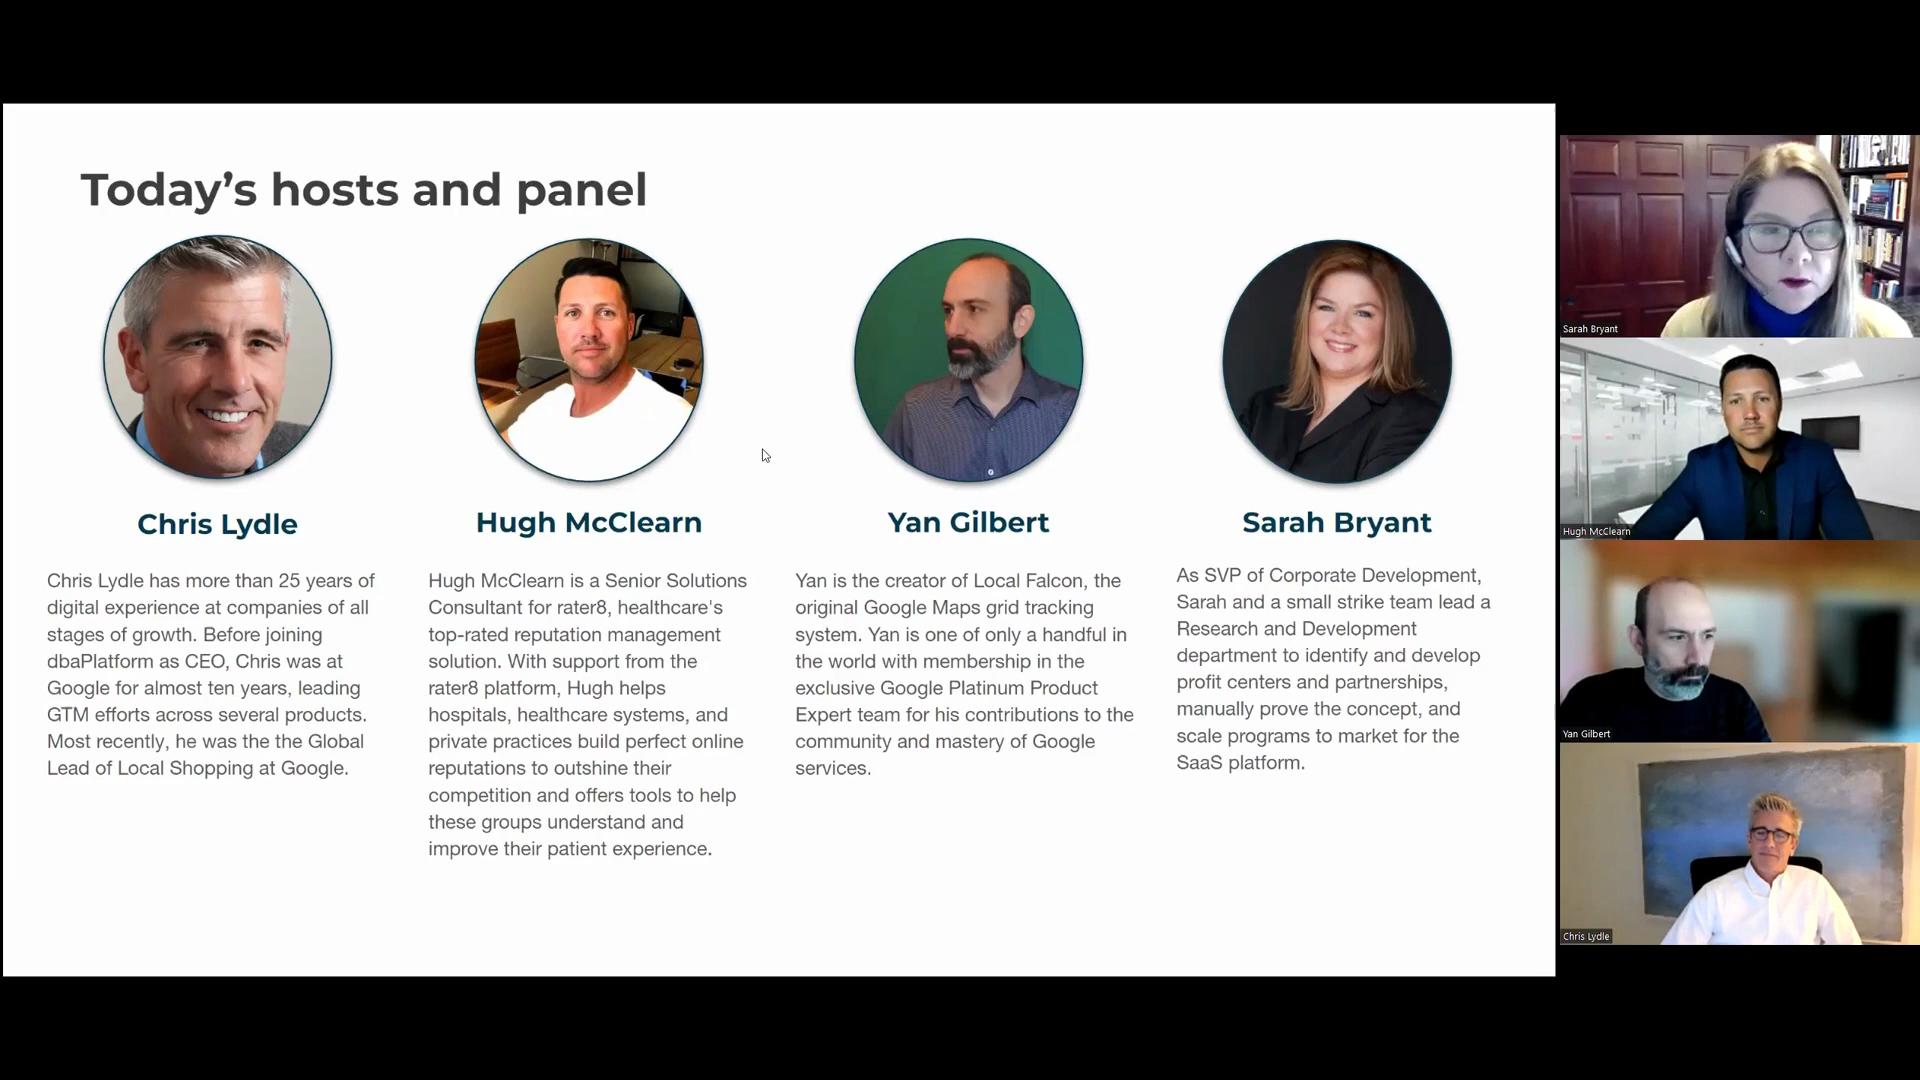 Today’s hosts and panel
Chris Lydle
Chris Lydle has more than 25 years of
digital experience at companies of all
stages of growth. Before joining
dbaPlatform as CEO, Chris was at
Google for almost ten years, leading
GTM efforts across several products.
Most recently, he was the the Global
Lead of Local Shopping at Google.
Hugh McClearn
Hugh McClearn is a Senior Solutions
Consultant for rater8, healthcare's
top-rated reputation management
solution. With support from the
rater8 platform, Hugh helps
hospitals, healthcare systems, and
private practices build perfect online
reputations to outshine their
competition and offers tools to help
these groups understand and
improve their patient experience.
Yan Gilbert
Yan is the creator of Local Falcon, the
original Google Maps grid tracking
system. Yan is one of only a handful in
the world with membership in the
exclusive Google Platinum Product
Expert team for his contributions to the
community and mastery of Google
services.
Sarah Bryant
As SVP of Corporate Development,
Sarah and a small strike team lead a
Research and Development
department to identify and develop
profit centers and partnerships,
manually prove the concept, and
scale programs to market for the
SaaS platform.
Sarah Bryant
Hugh McClearn
Yan Gilbert
Chris Lydle